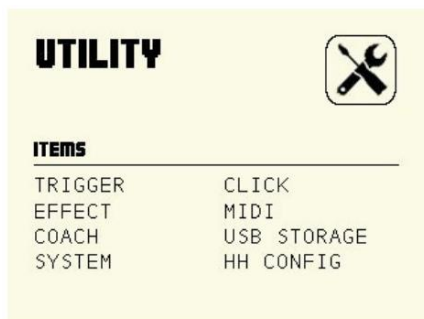 UTILITY
ITEMS
TRIGGER CLICK
EFFECT MIDI
COACH USB STORAGE
SYSTEM HH CONFIG